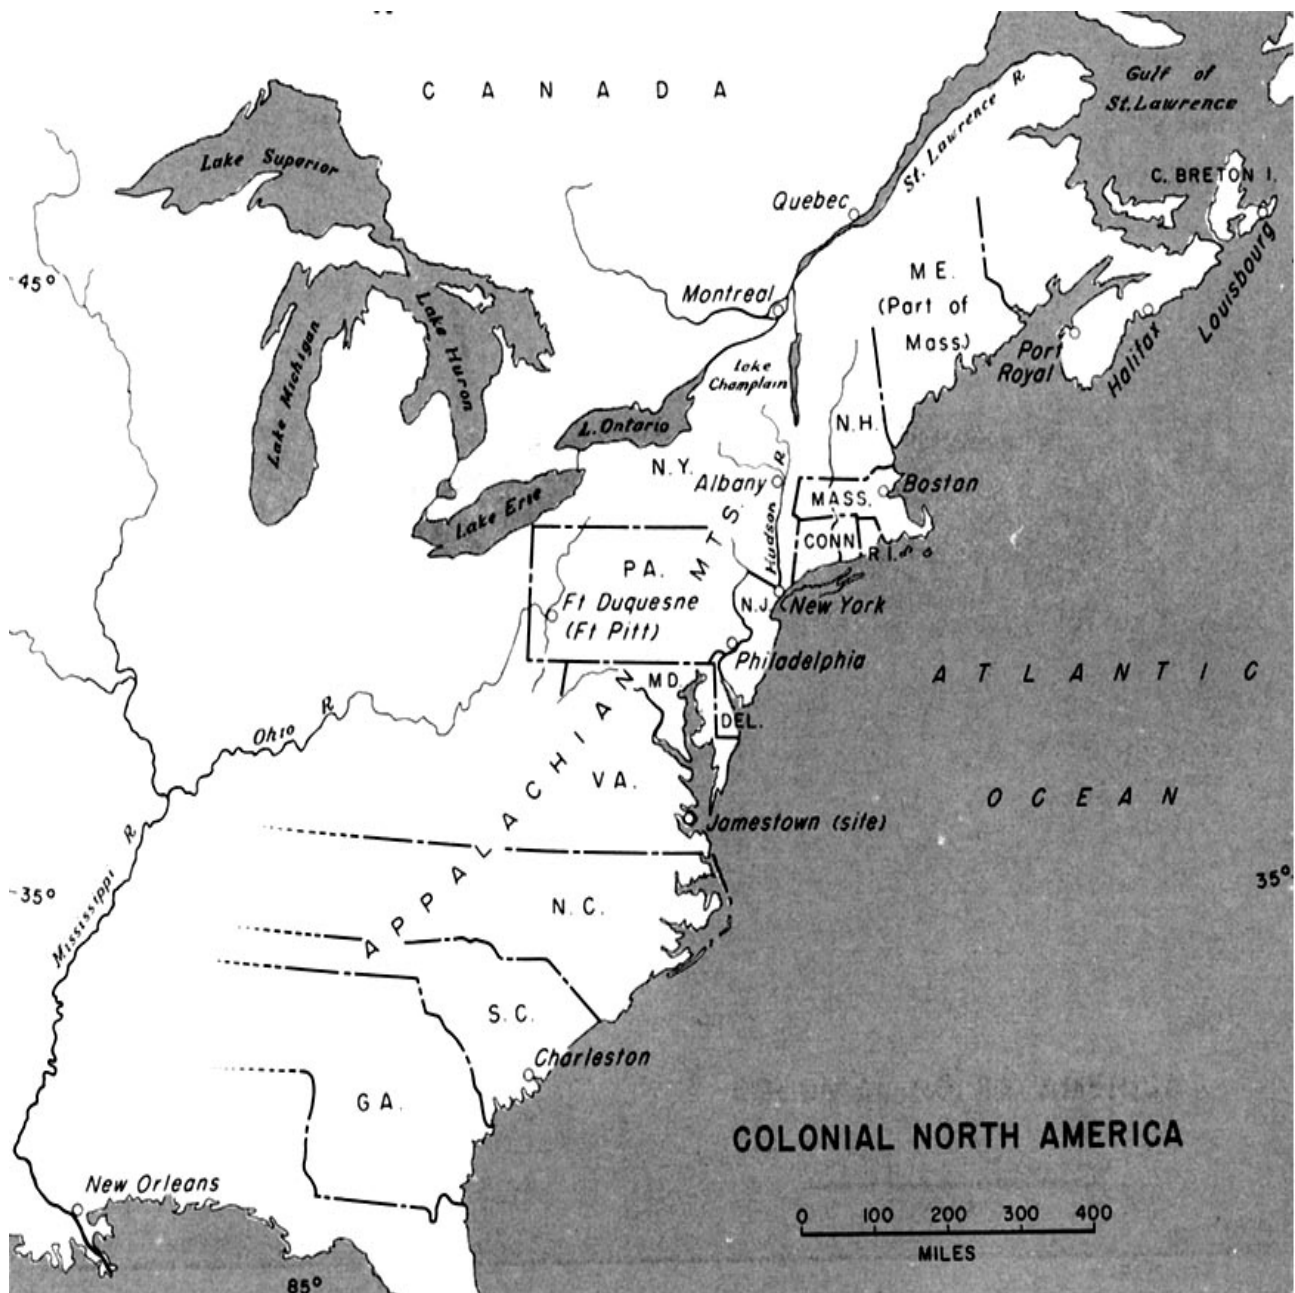 CANADA
Gulf of
St. Lawrence
St. Lawrence R
Lake Superior
C. BRETON I.
Quebec
ME.
(Part of
Mass)
45°
Montreal
Louisbourg
Lake Huron
Lake Michigan
Port
Royal
Halifax
Lake
Champlain
L. Ontario
N.H.
N.Y.
Albany
Hudson R
Boston
MASS.
Lake Erie
CONN
R.I.
PA.
Ft Duquesne
(Ft Pitt)
N.J.
New York
Philadelphia
MD.
DEL.
ATLANTIC
OCEAN
Ohio R
APPALACHIAN MTS.
VA.
Jamestown (site)
Mississippi R
35°
35°
N.C.
S.C.
Charleston
GA.
COLONIAL NORTH AMERICA
New Orleans
0 100 200 300 400
MILES
85°